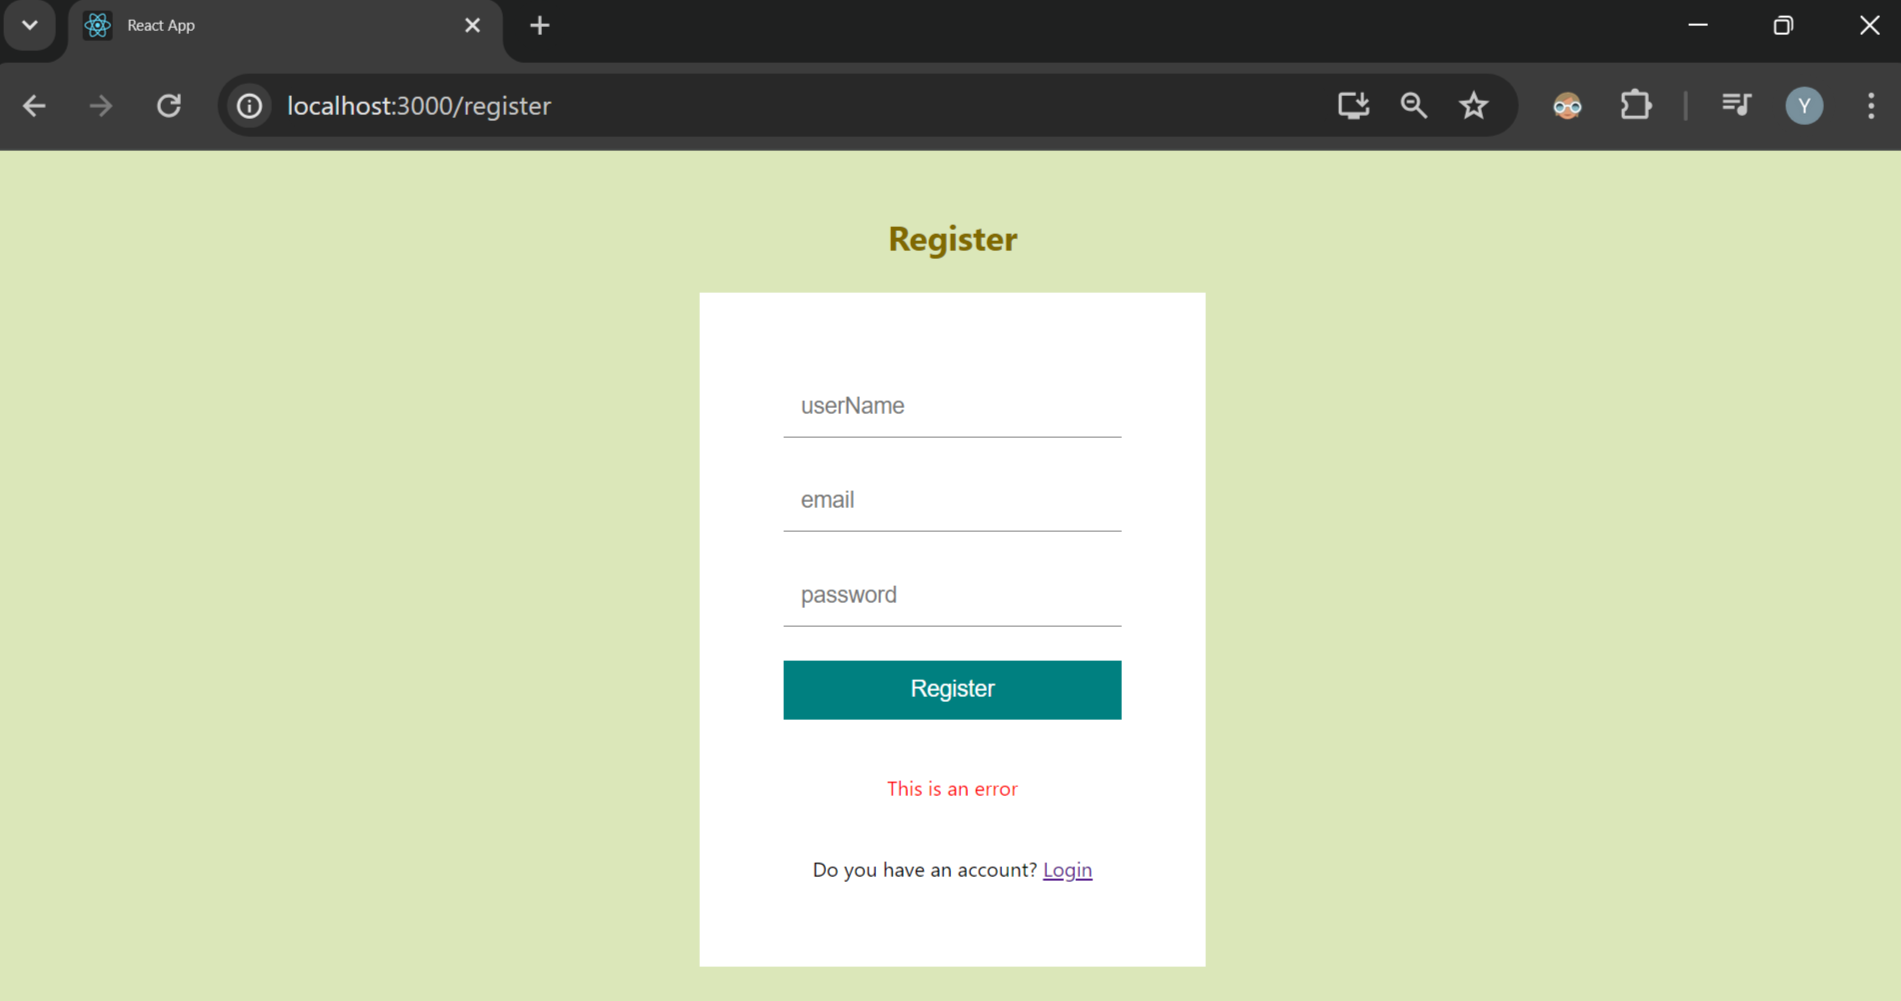 React App
localhost:3000/register
Y
Register
userName
email
password
Register
This is an error
Do you have an account? Login